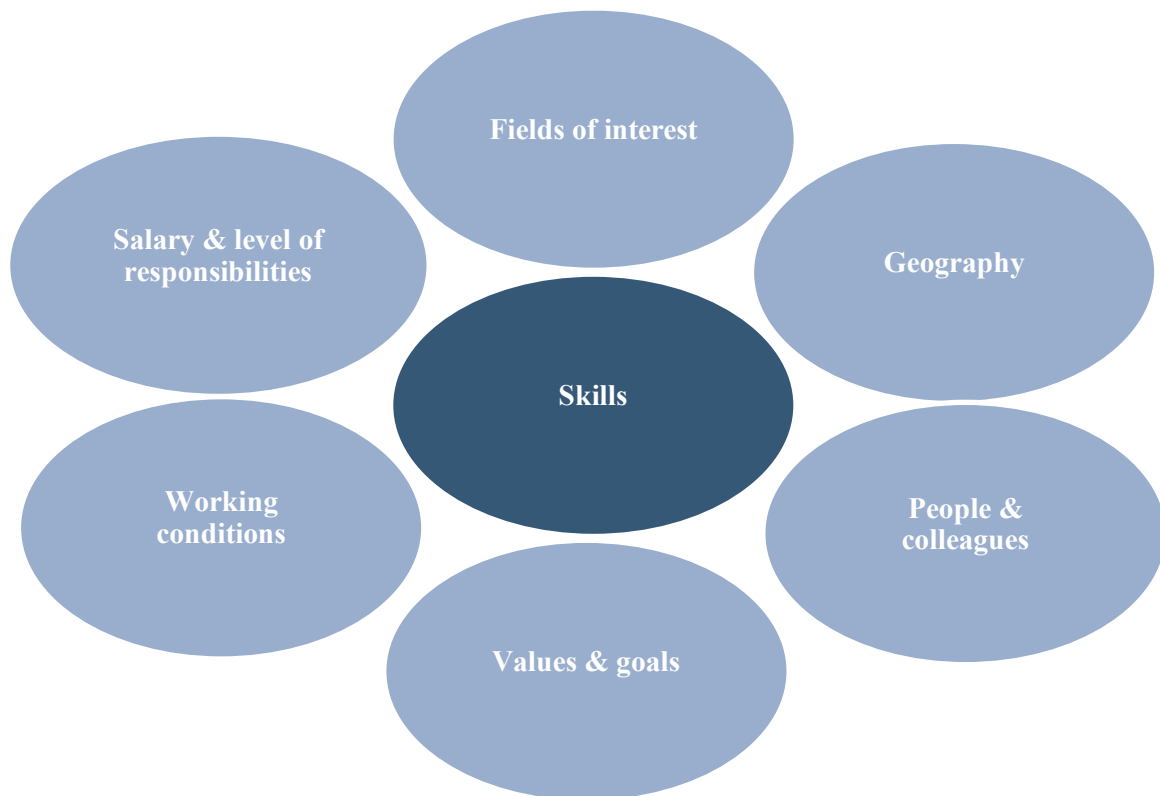 Fields of interest
Salary & level of
responsibilities
Geography
Skills
Working
conditions
People &
colleagues
Values & goals